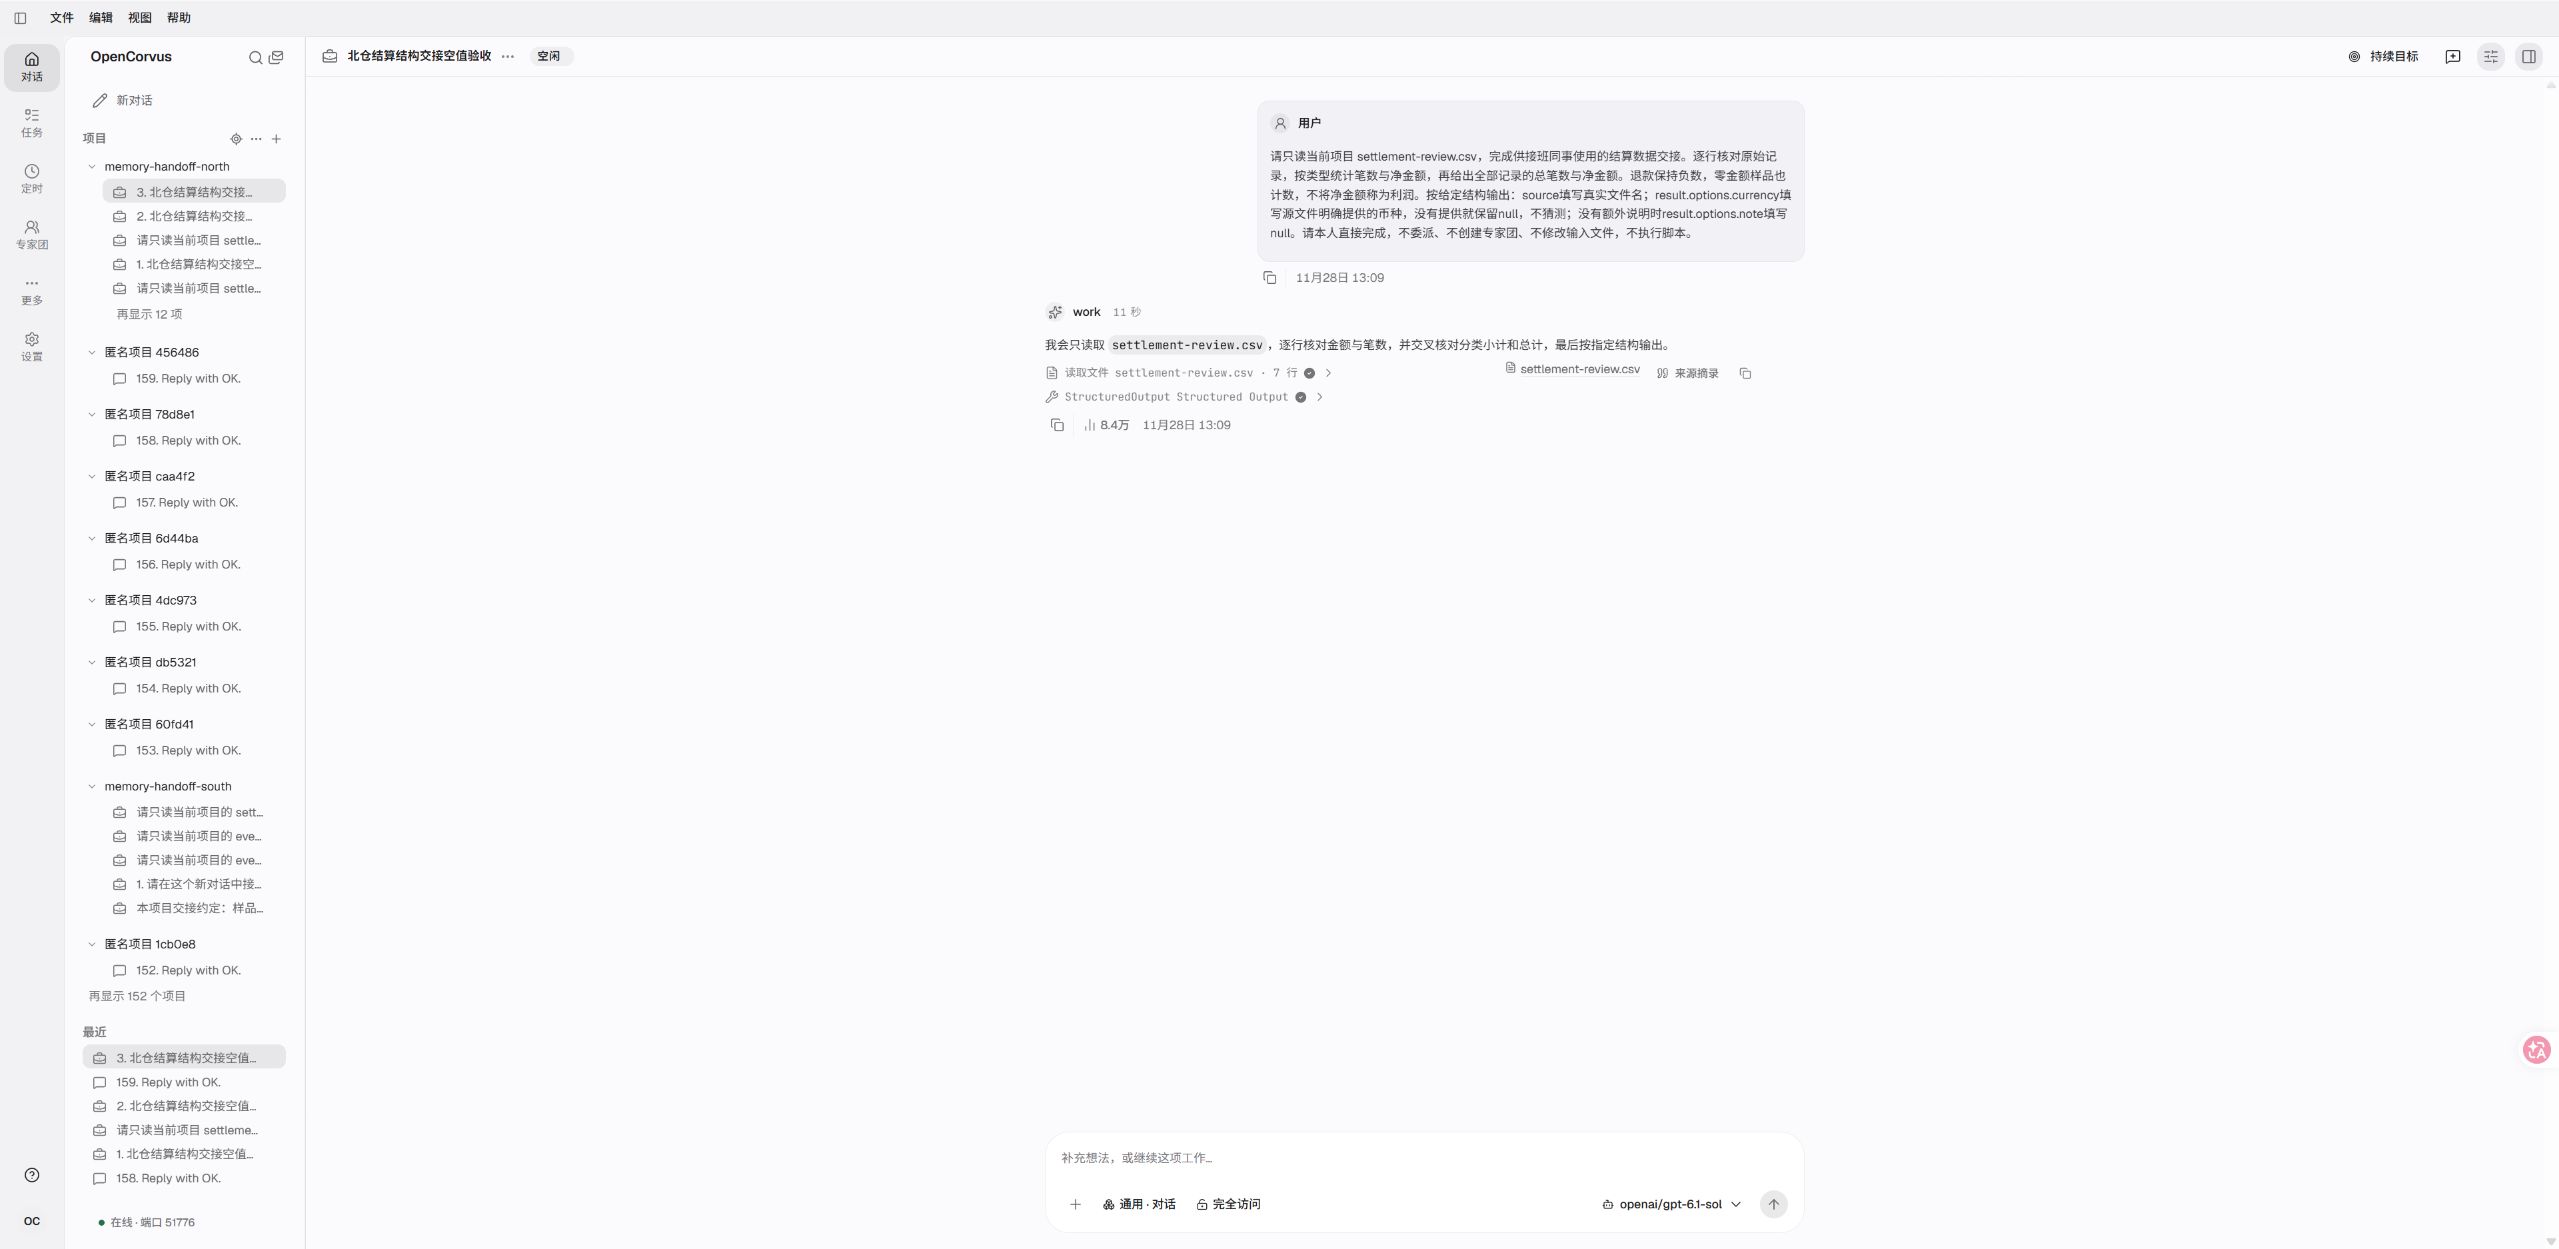 文件 编辑 视图 帮助
对话
任务
定时
专家团
更多
设置
OC
OpenCorvus
新对话
项目
memory-handoff-north
3. 北仓结算结构交接...
2. 北仓结算结构交接...
请只读当前项目 settle...
1. 北仓结算结构交接空...
请只读当前项目 settle...
再显示 12 项
匿名项目 456486
159. Reply with OK.
匿名项目 78d8e1
158. Reply with OK.
匿名项目 caa4f2
157. Reply with OK.
匿名项目 6d44ba
156. Reply with OK.
匿名项目 4dc973
155. Reply with OK.
匿名项目 db5321
154. Reply with OK.
匿名项目 60fd41
153. Reply with OK.
memory-handoff-south
请只读当前项目的 sett...
请只读当前项目的 eve...
请只读当前项目的 eve...
1. 请在这个新对话中接...
本项目交接约定：样品...
匿名项目 1cb0e8
152. Reply with OK.
再显示 152 个项目
最近
3. 北仓结算结构交接空值...
159. Reply with OK.
2. 北仓结算结构交接空值...
请只读当前项目 settleme...
1. 北仓结算结构交接空值...
158. Reply with OK.
在线 · 端口 51776
北仓结算结构交接空值验收 ··· 空闲
持续目标
用户
请只读当前项目 settlement-review.csv，完成供接班同事使用的结算数据交接。逐行核对原始记
录，按类型统计笔数与净金额，再给出全部记录的总笔数与净金额。退款保持负数，零金额样品也
计数，不将净金额称为利润。按给定结构输出：source填写真实文件名；result.options.currency填
写源文件明确提供的币种，没有提供就保留null，不猜测；没有额外说明时result.options.note填写
null。请本人直接完成，不委派、不创建专家团、不修改输入文件，不执行脚本。
11月28日 13:09
work 11 秒
我会只读取 settlement-review.csv，逐行核对金额与笔数，并交叉核对分类小计和总计，最后按指定结构输出。
读取文件 settlement-review.csv · 7 行
settlement-review.csv 来源摘录
StructuredOutput Structured Output
8.4万 11月28日 13:09
补充想法，或继续这项工作...
通用 · 对话 完全访问
openai/gpt-6.1-sol